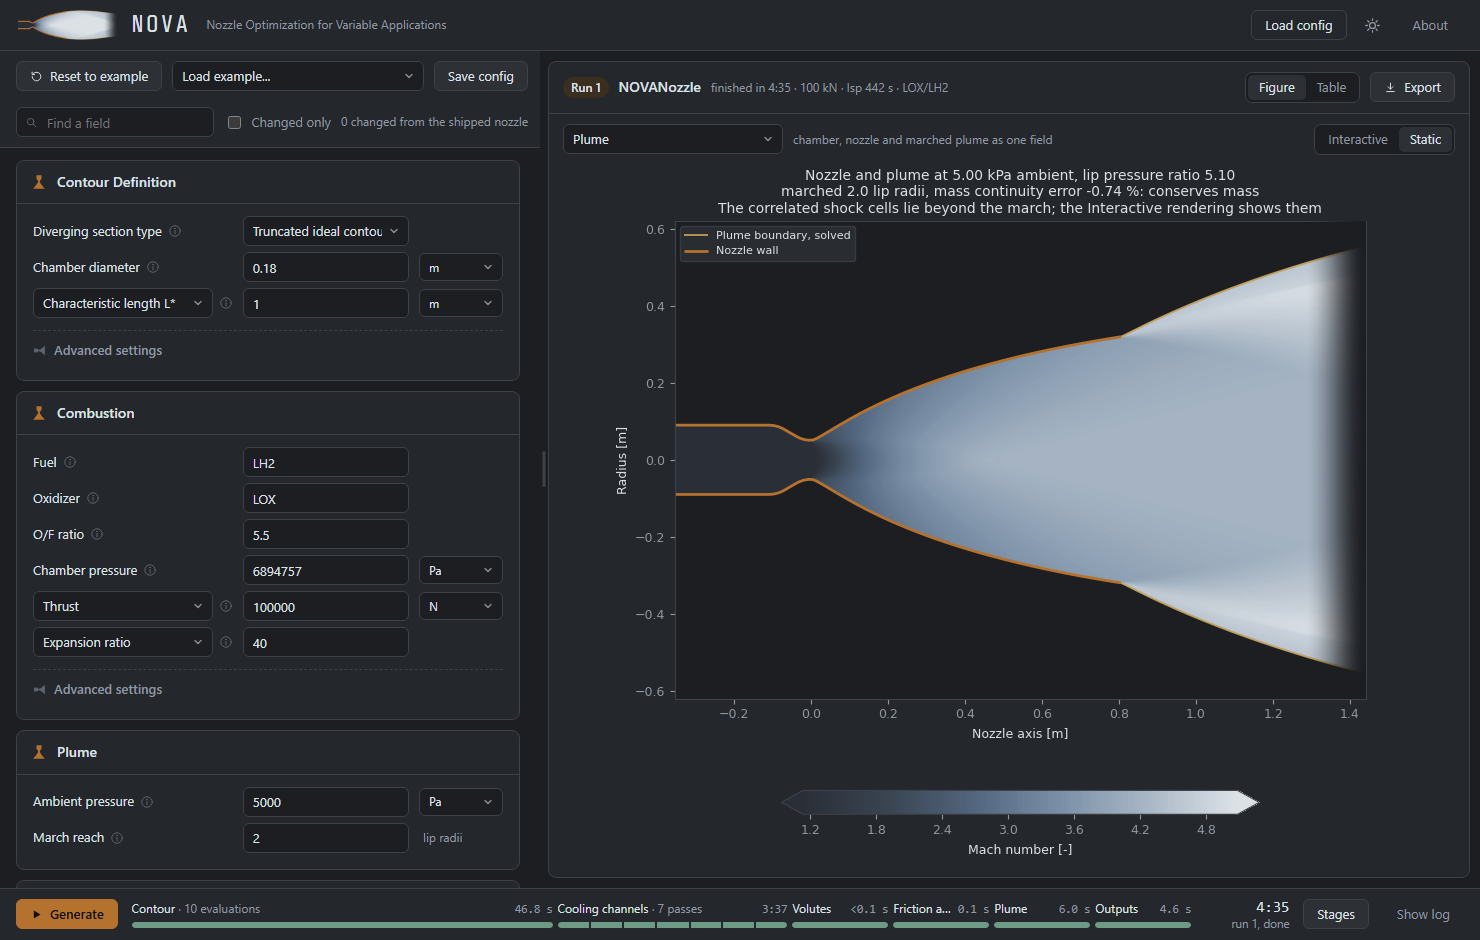 NOVA Nozzle Optimization for Variable Applications Load config About
Reset to example Load example... Save config
Find a field Changed only 0 changed from the shipped nozzle
Contour Definition
Diverging section type Truncated ideal contou
Chamber diameter 0.18 m
Characteristic length L* 1 m
Advanced settings
Combustion
Fuel LH2
Oxidizer LOX
O/F ratio 5.5
Chamber pressure 6894757 Pa
Thrust 100000 N
Expansion ratio 40
Advanced settings
Plume
Ambient pressure 5000 Pa
March reach 2 lip radii
Run 1 NOVANozzle finished in 4:35 · 100 kN · Isp 442 s · LOX/LH2 Figure Table Export
Plume chamber, nozzle and marched plume as one field Interactive Static
Nozzle and plume at 5.00 kPa ambient, lip pressure ratio 5.10
marched 2.0 lip radii, mass continuity error -0.74 %: conserves mass
The correlated shock cells lie beyond the march; the Interactive rendering shows them
Plume boundary, solved
Nozzle wall
Radius [m]
0.6
0.4
0.2
0.0
−0.2
−0.4
−0.6
−0.2 0.0 0.2 0.4 0.6 0.8 1.0 1.2 1.4
Nozzle axis [m]
1.2 1.8 2.4 3.0 3.6 4.2 4.8
Mach number [-]
Generate Contour · 10 evaluations 46.8 s Cooling channels · 7 passes 3:37 Volutes <0.1 s Friction a... 0.1 s Plume 6.0 s Outputs 4.6 s 4:35 Stages Show log
run 1, done